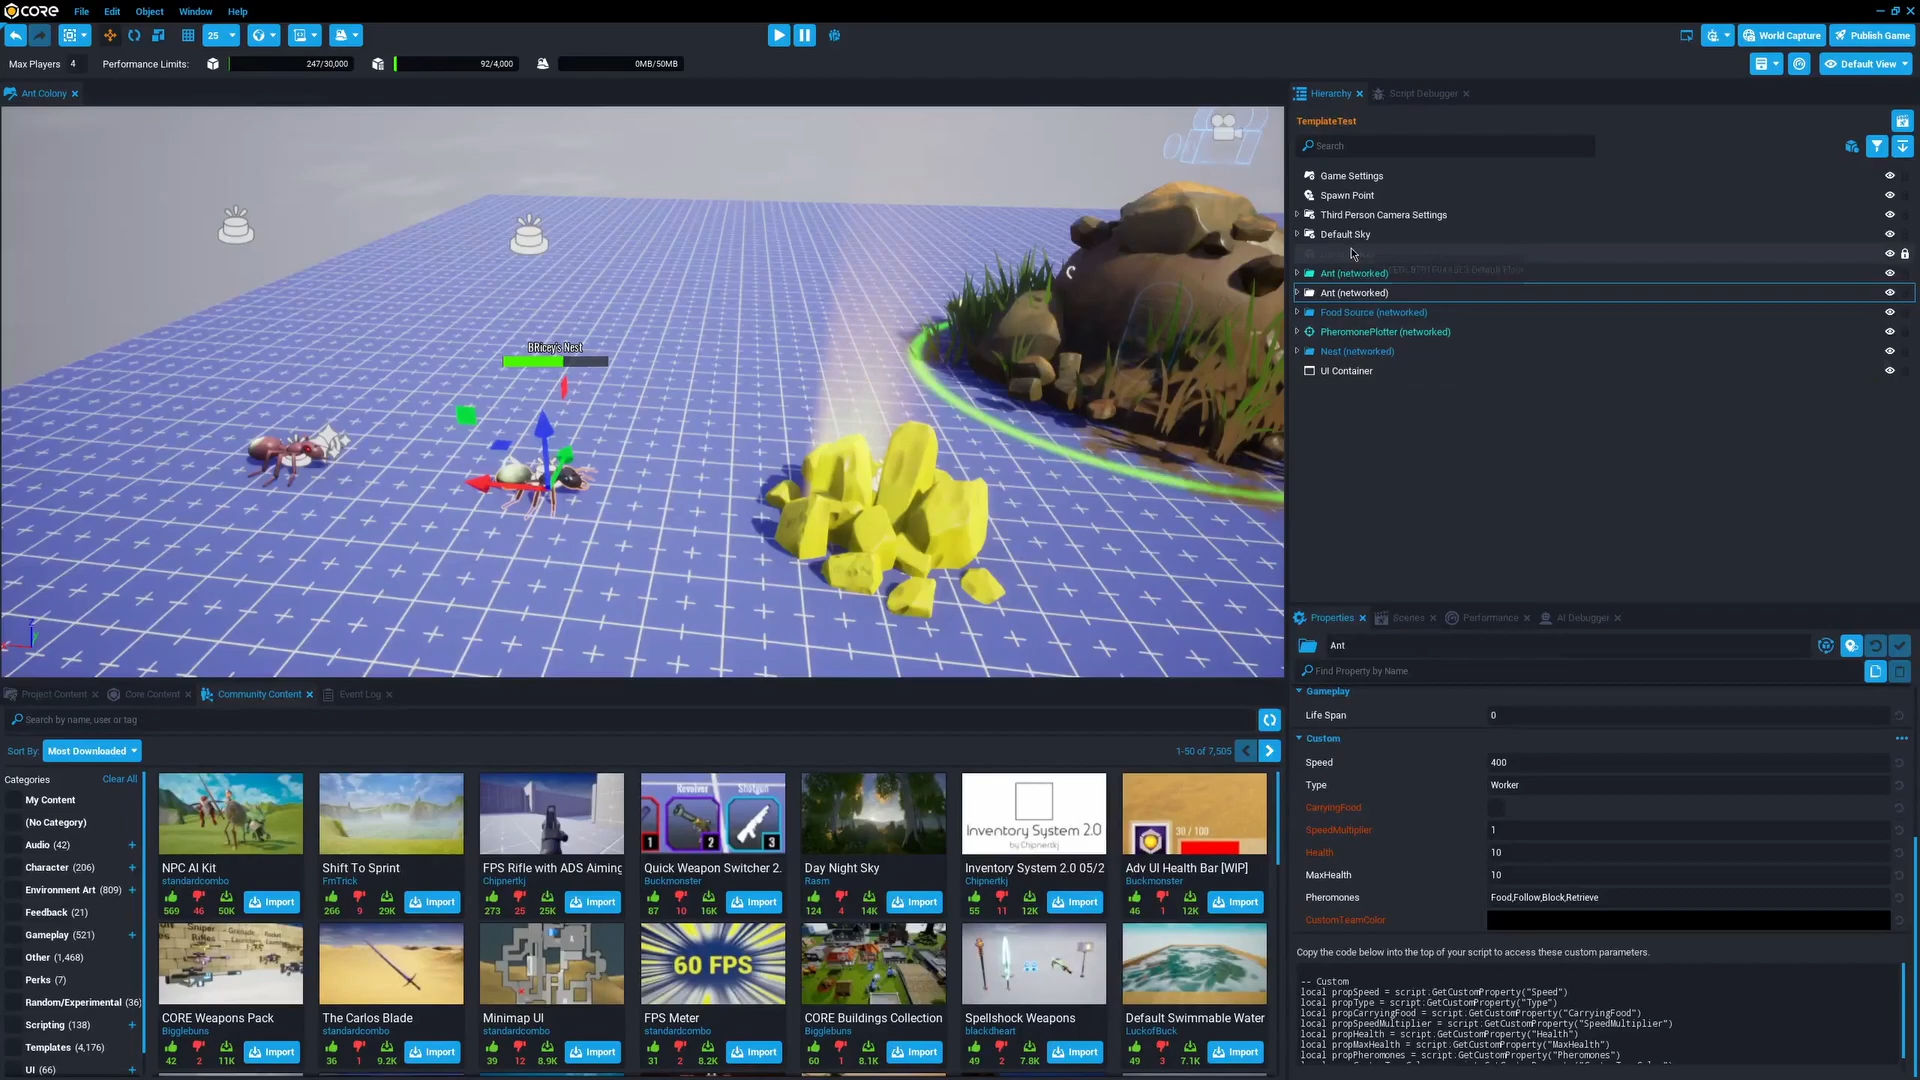 CORE File Edit Object Window Help
25 World Capture Publish Game
Max Players 4 Performance Limits: 247/30,000 92/4,000 0MB/50MB Default View
Ant Colony
BRicey's Nest
Hierarchy Script Debugger
TemplateTest
Search
Game Settings
Spawn Point
Third Person Camera Settings
Default Sky
Ant (networked)
Ant (networked)
Food Source (networked)
PheromonePlotter (networked)
Nest (networked)
UI Container
Properties Scenes Performance AI Debugger
Ant
Find Property by Name
Gameplay
Life Span 0
Custom
Speed 400
Type Worker
CarryingFood
SpeedMultiplier 1
Health 10
MaxHealth 10
Pheromones Food,Follow,Block,Retrieve
CustomTeamColor
Copy the code below into the top of your script to access these custom parameters.
-- Custom
local propSpeed = script:GetCustomProperty("Speed")
local propType = script:GetCustomProperty("Type")
local propCarryingFood = script:GetCustomProperty("CarryingFood")
local propSpeedMultiplier = script:GetCustomProperty("SpeedMultiplier")
local propHealth = script:GetCustomProperty("Health")
local propMaxHealth = script:GetCustomProperty("MaxHealth")
local propPheromones = script:GetCustomProperty("Pheromones")
Project Content Core Content Community Content Event Log
Search by name, user or tag
Sort By: Most Downloaded 1-50 of 7,505
Categories Clear All
My Content
(No Category)
Audio (42)
Character (206)
Environment Art (809)
Feedback (21)
Gameplay (521)
Other (1,468)
Perks (7)
Random/Experimental (36)
Scripting (138)
Templates (4,176)
UI (66)
NPC AI Kit
standardcombo
569 46 50K Import
Shift To Sprint
FmTrick
266 9 29K Import
FPS Rifle with ADS Aiming
Chipnertkj
273 25 25K Import
Revolver Shotgun
1 2 3
Quick Weapon Switcher 2.
Buckmonster
87 10 16K Import
Day Night Sky
Rasm
124 4 14K Import
Inventory System 2.0
by Chipnertkj
Inventory System 2.0 05/2
Chipnertkj
55 11 12K Import
30 / 100
Adv UI Health Bar [WIP]
Buckmonster
46 1 12K Import
CORE Weapons Pack
Bigglebuns
42 2 11K Import
The Carlos Blade
standardcombo
36 1 9.2K Import
Minimap UI
standardcombo
39 12 8.9K Import
60 FPS
FPS Meter
standardcombo
31 2 8.2K Import
CORE Buildings Collection
Bigglebuns
60 1 8.1K Import
Spellshock Weapons
blackdheart
49 2 7.8K Import
Default Swimmable Water
LuckofBuck
49 3 7.1K Import